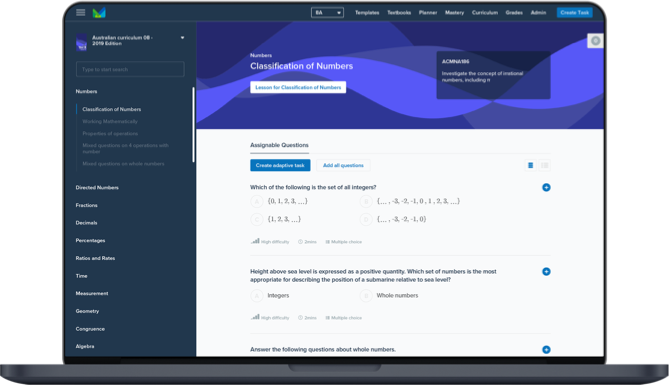 8A
Templates
Textbooks
Planner
Mastery
Curriculum
Grades
Admin
Create Task
Australian curriculum 08 -
2019 Edition
Type to start search
Numbers
Classification of Numbers
Working Mathematically
Properties of operations
Mixed questions on 4 operations with
number
Mixed questions on whole numbers
Directed Numbers
Fractions
Decimals
Percentages
Ratios and Rates
Time
Measurement
Geometry
Congruence
Algebra
Numbers
Classification of Numbers
Lesson for Classification of Numbers
ACMNA186
Investigate the concept of irrational
numbers, including π
0
Assignable Questions
Create adaptive task
Add all questions
Which of the following is the set of all integers?
A {0, 1, 2, 3, ...}
B {... , -3, -2, -1, 0 , 1 , 2, 3, ...}
C {1, 2, 3, ...}
D {... , -3, -2, -1, 0}
High difficulty
2mins
Multiple choice
Height above sea level is expressed as a positive quantity. Which set of numbers is the most
appropriate for describing the position of a submarine relative to sea level?
A Integers
B Whole numbers
High difficulty
2mins
Multiple choice
Answer the following questions about whole numbers.